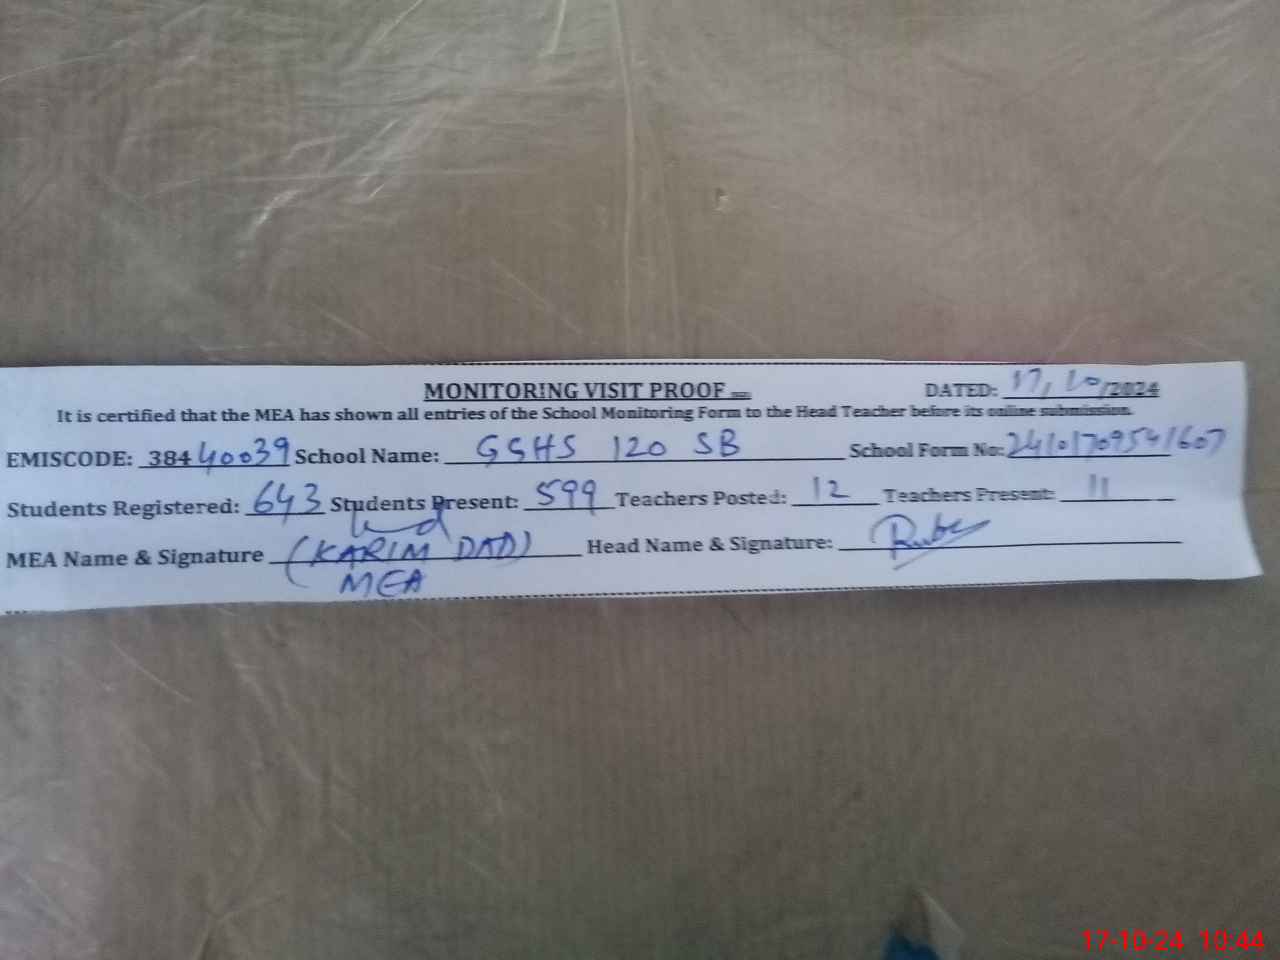 MONITORING VISIT PROOF DATED: 17/10/2024
It is certified that the MEA has shown all entries of the School Monitoring Form to the Head Teacher before its online submission.
EMISCODE: 38440039 School Name: GGHS 120 SB School Form No: 24101709541607
Students Registered: 643 Students Present: 599 Teachers Posted: 12 Teachers Present: 11
MEA Name & Signature (KARIM DAD) Head Name & Signature:
MEA
17-10-24 10:44